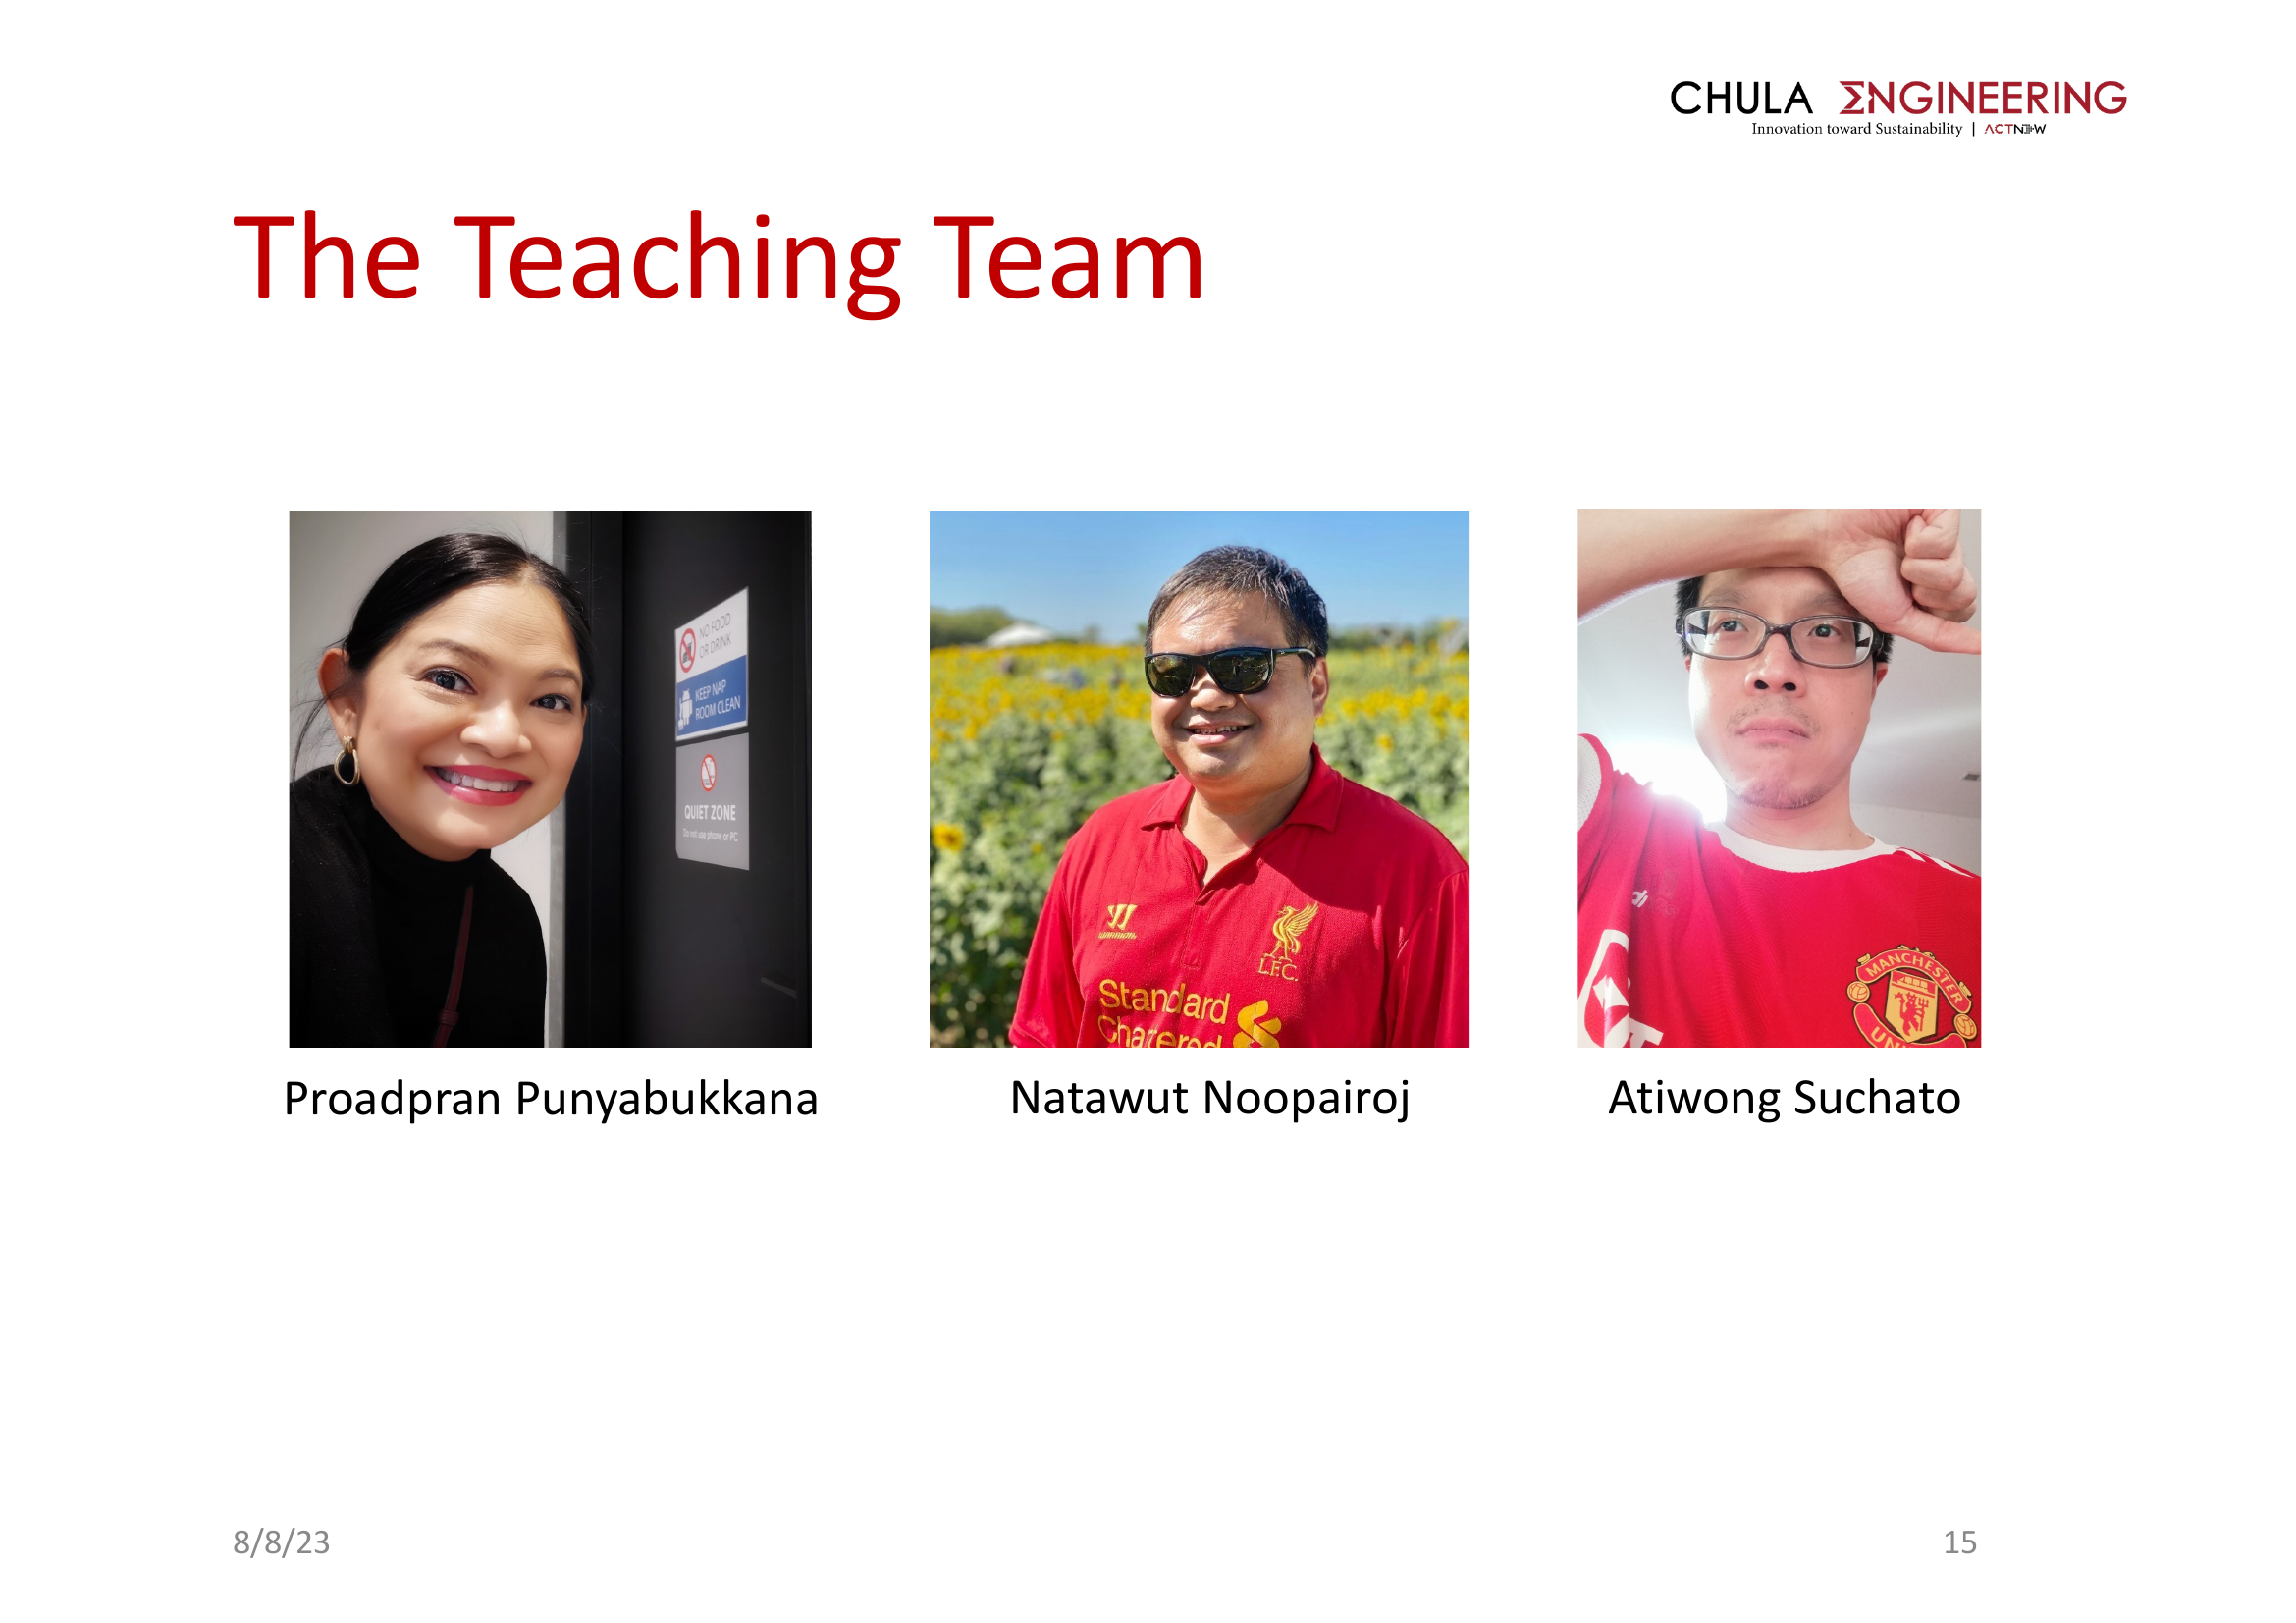 CHULA ΣNGINEERING
Innovation toward Sustainability | ACTNOW
The Teaching Team
NO FOOD
OR DRINK
KEEP NAP
ROOM CLEAN
QUIET ZONE
Do not use phone or PC
WARRIOR
L.F.C.
Standard
Chartered
MANCHESTER
Proadpran Punyabukkana
Natawut Noopairoj
Atiwong Suchato
8/8/23
15